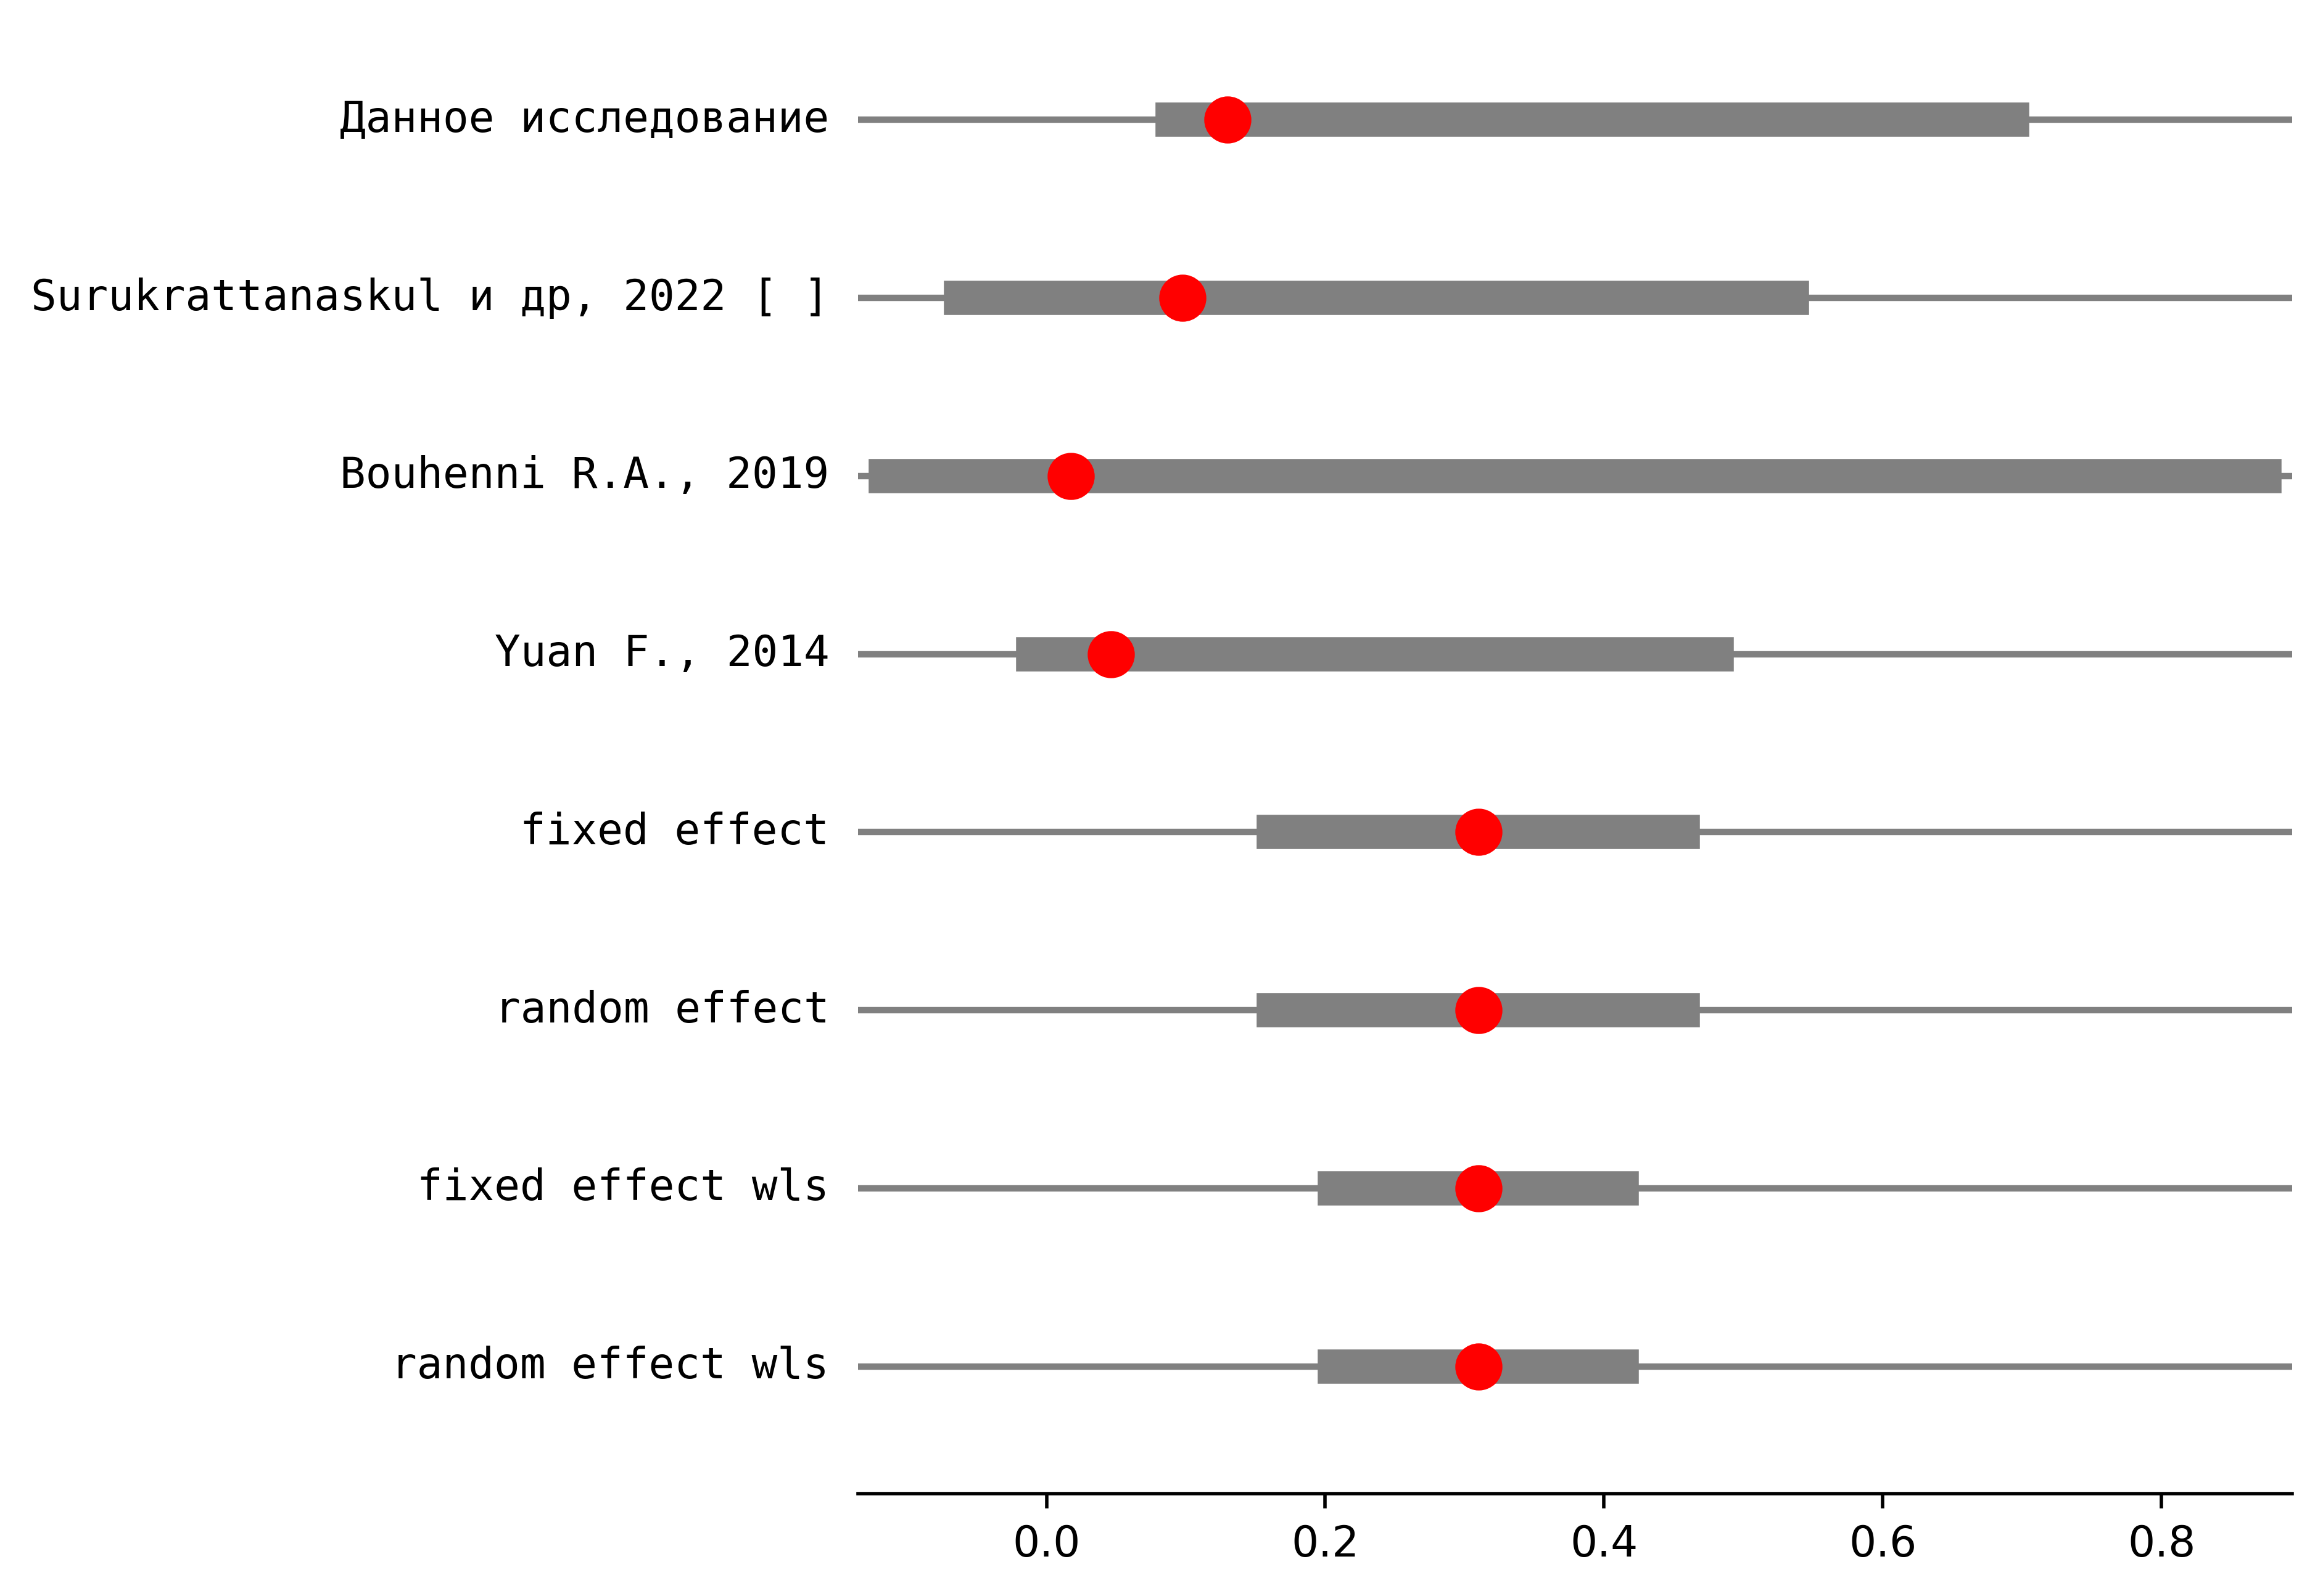 Данное исследование
Surukrattanaskul и др, 2022 [ ]
Bouhenni R.A., 2019
Yuan F., 2014
fixed effect
random effect
fixed effect wls
random effect wls
0.0 0.2 0.4 0.6 0.8